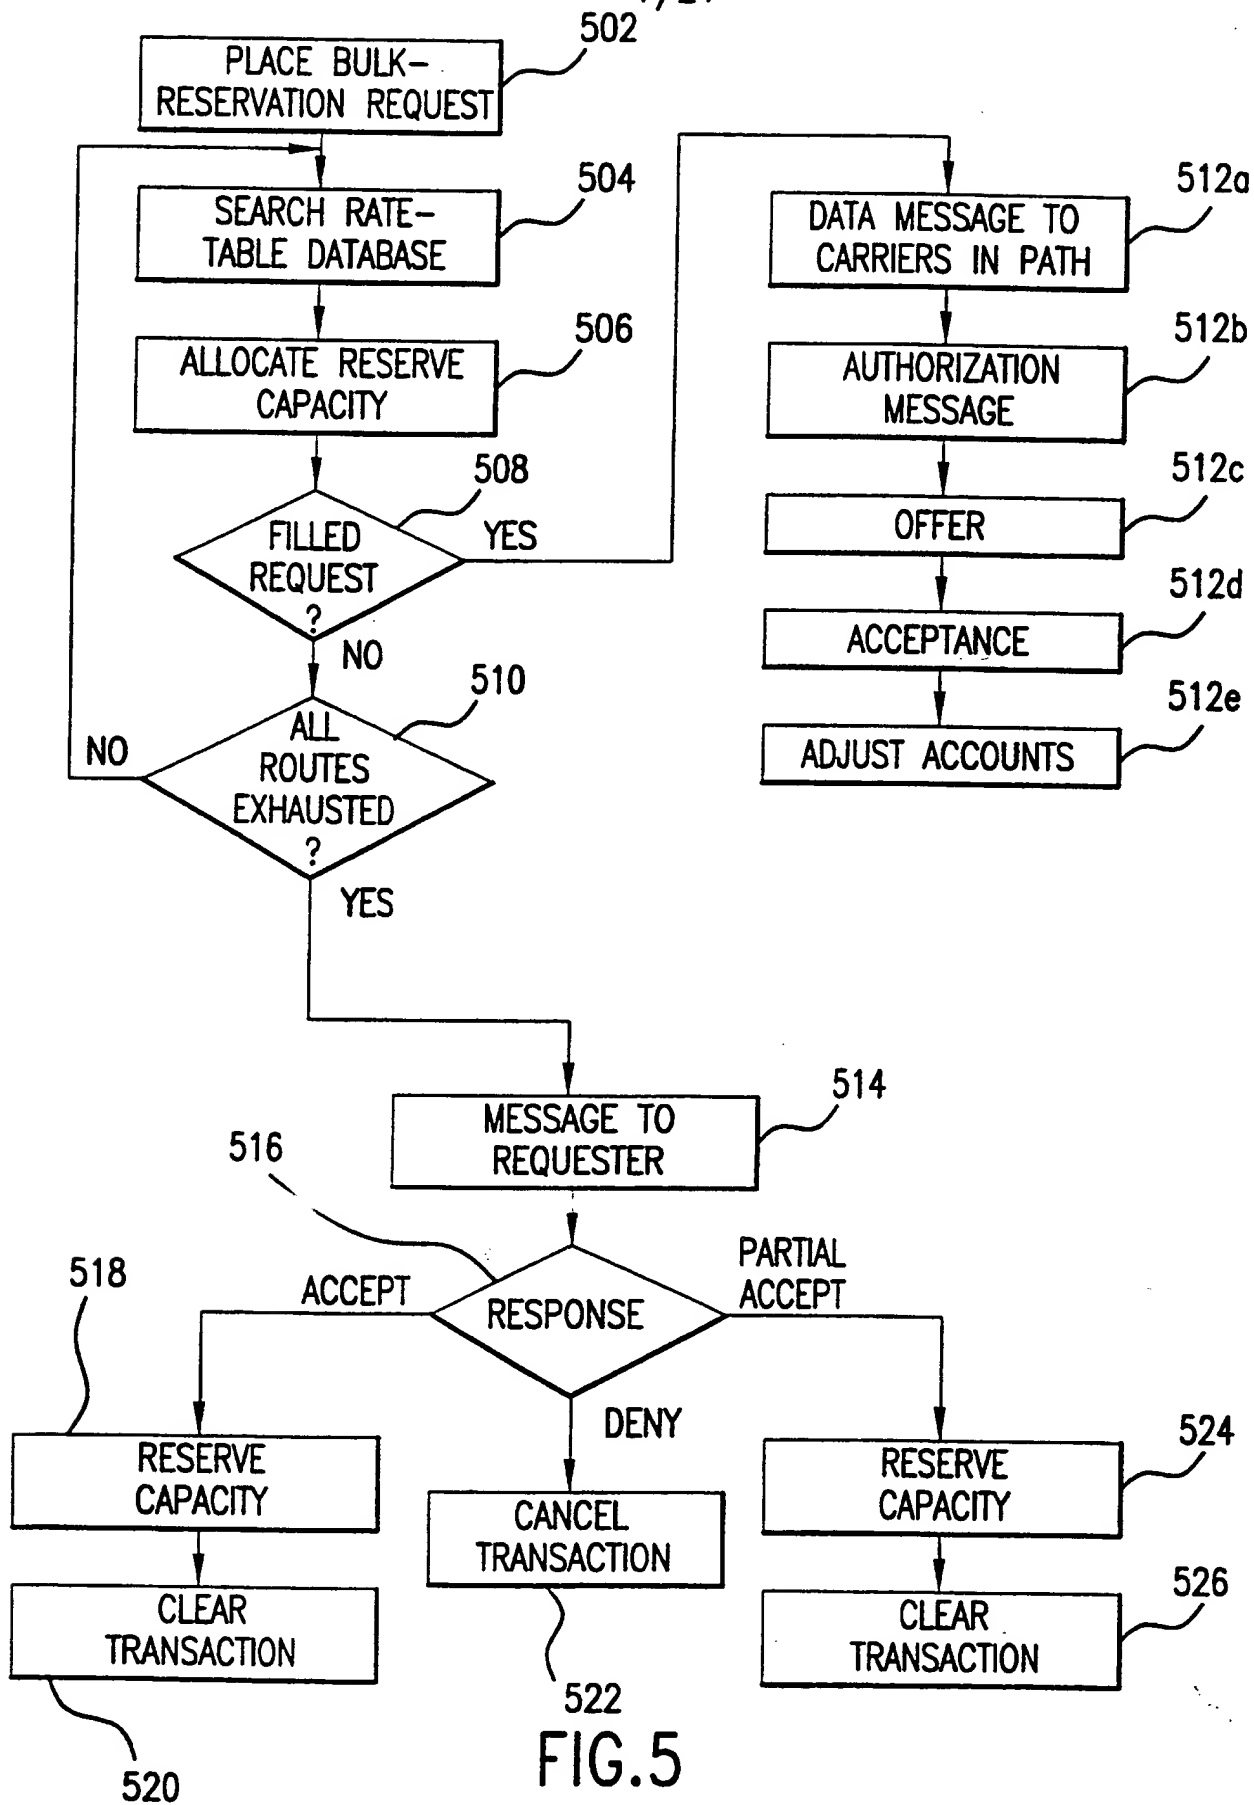 502
PLACE BULK-
RESERVATION REQUEST
504
SEARCH RATE-
TABLE DATABASE
506
ALLOCATE RESERVE
CAPACITY
508
FILLED
REQUEST
?
YES
NO
510
ALL
ROUTES
EXHAUSTED
?
NO
YES
512a
DATA MESSAGE TO
CARRIERS IN PATH
512b
AUTHORIZATION
MESSAGE
512c
OFFER
512d
ACCEPTANCE
512e
ADJUST ACCOUNTS
514
MESSAGE TO
REQUESTER
516
RESPONSE
ACCEPT
PARTIAL
ACCEPT
DENY
518
RESERVE
CAPACITY
CLEAR
TRANSACTION
520
CANCEL
TRANSACTION
522
524
RESERVE
CAPACITY
526
CLEAR
TRANSACTION
FIG.5